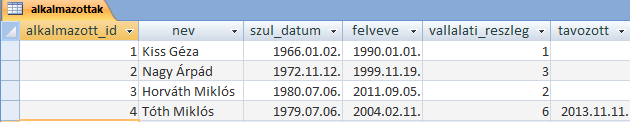 alkalmazottak
alkalmazott_id nev szul_datum felveve vallalati_reszleg tavozott
1 Kiss Géza 1966.01.02. 1990.01.01. 1
2 Nagy Árpád 1972.11.12. 1999.11.19. 3
3 Horváth Miklós 1980.07.06. 2011.09.05. 2
4 Tóth Miklós 1979.07.06. 2004.02.11. 6 2013.11.11.